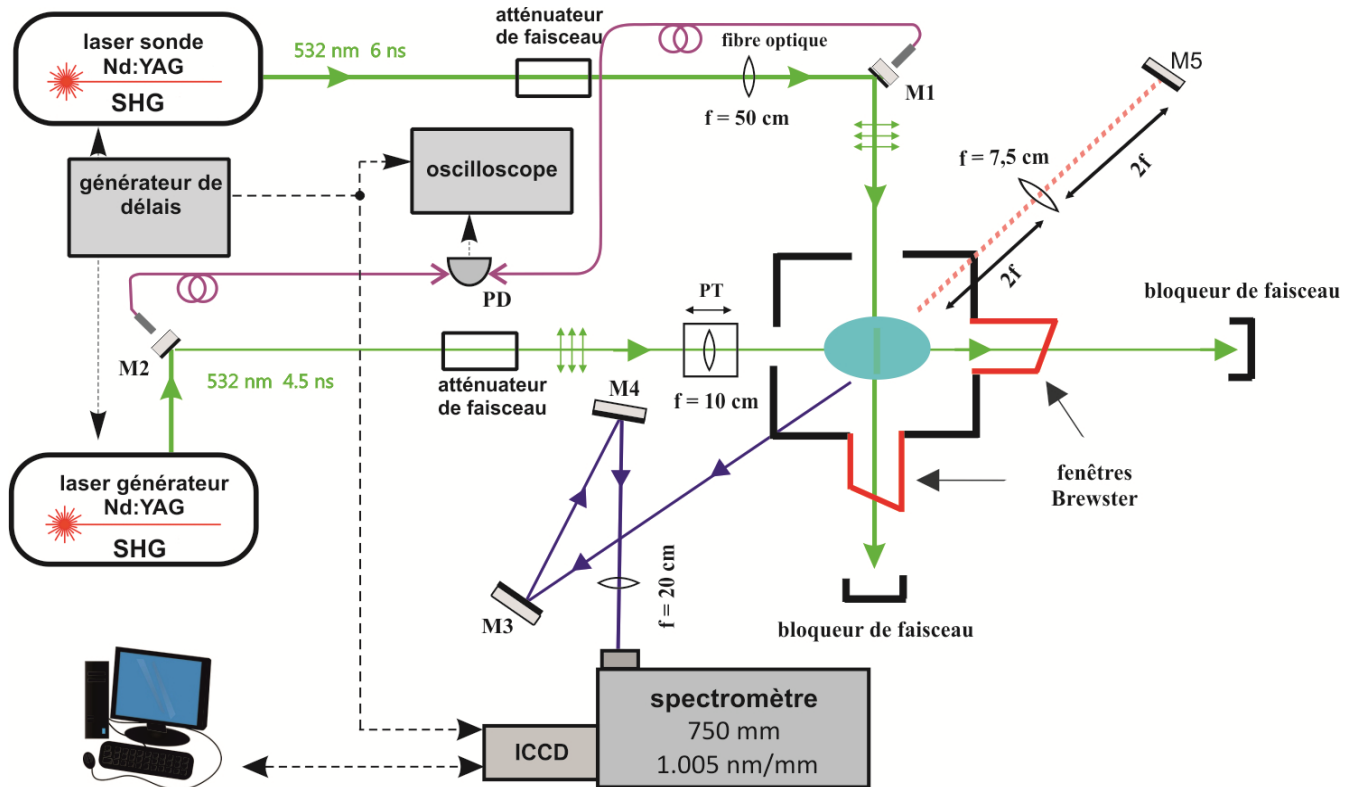 laser sonde
Nd:YAG
SHG
532 nm 6 ns
atténuateur
de faisceau
fibre optique
f = 50 cm
M1
M5
f = 7,5 cm
2f
2f
générateur de
délais
oscilloscope
PD
PT
bloqueur de faisceau
M2
532 nm 4.5 ns
atténuateur
de faisceau
f = 10 cm
M4
laser générateur
Nd:YAG
SHG
fenêtres
Brewster
M3
f = 20 cm
bloqueur de faisceau
spectromètre
750 mm
1.005 nm/mm
ICCD